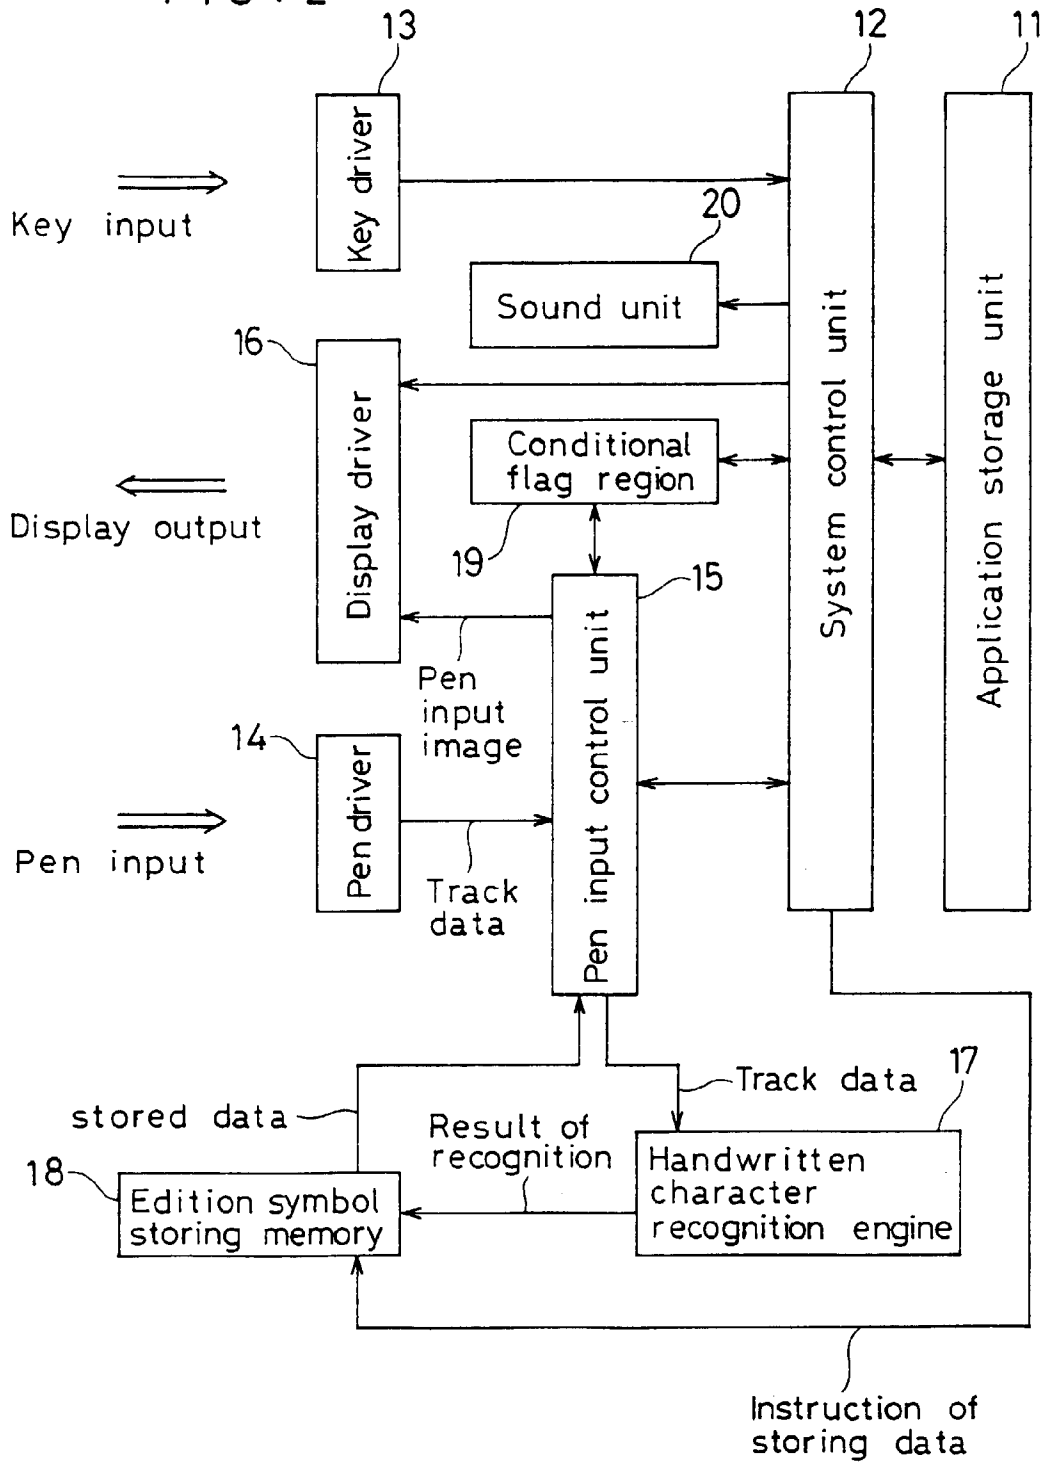 13
12
11
Key driver
Key input
20
Sound unit
System control unit
Application storage unit
16
Display driver
Conditional
flag region
Display output
19
15
Pen input control unit
Pen
input
image
14
Pen driver
Pen input
Track
data
17
Track data
stored data
Result of
recognition
18
Edition symbol
storing memory
Handwritten
character
recognition engine
Instruction of
storing data